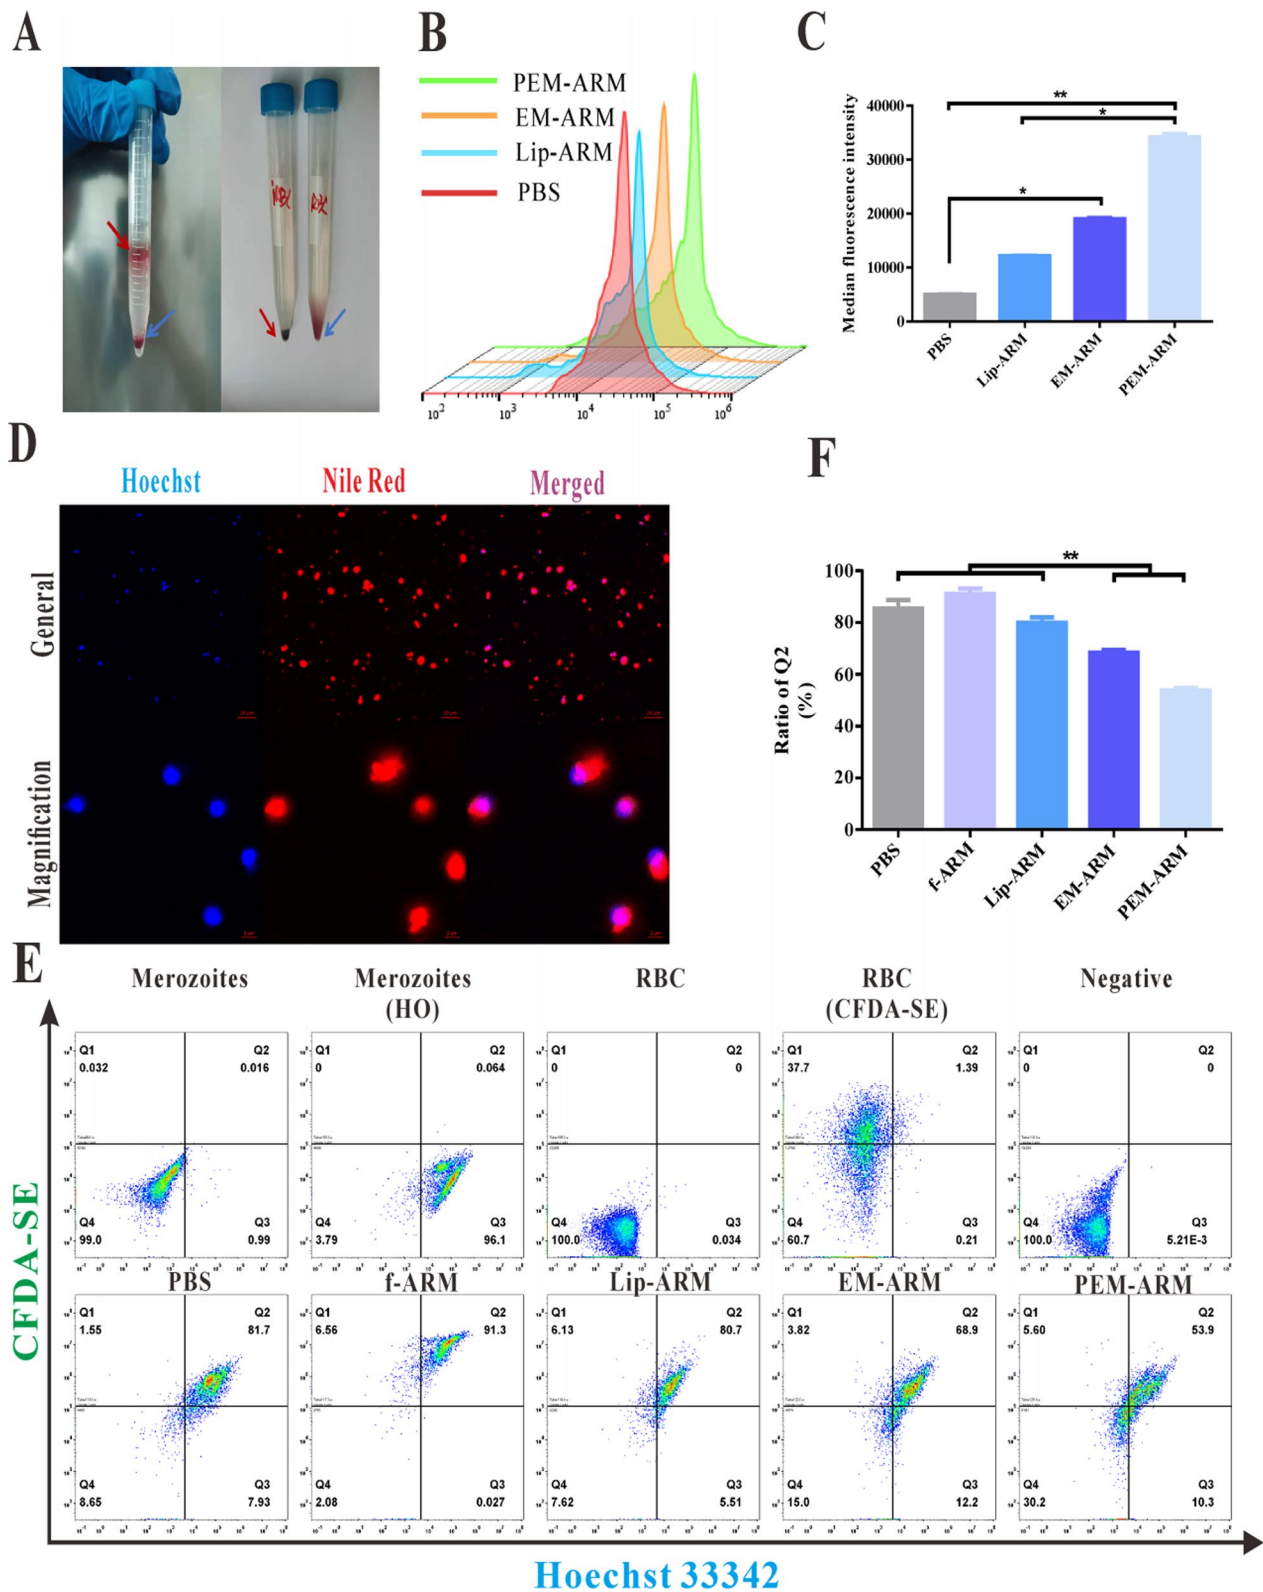 A
B
PEM-ARM
EM-ARM
Lip-ARM
PBS
10² 10³ 10⁴ 10⁵ 10⁶
C
Median fluorescence intensity
40000
30000
20000
10000
0
**
*
*
PBS
Lip-ARM
EM-ARM
PEM-ARM
iRBC
RBC
D
Hoechst Nile Red Merged
General
Magnification
F
Ratio of Q2
(%)
100
80
60
40
20
0
**
PBS
f-ARM
Lip-ARM
EM-ARM
PEM-ARM
E
CFDA-SE
Merozoites
Q1
0.032
Q2
0.016
Q4
99.0
Q3
0.99
Merozoites
(HO)
Q1
0
Q2
0.064
Q4
3.79
Q3
96.1
RBC
Q1
0
Q2
0
Q4
100.0
Q3
0.034
RBC
(CFDA-SE)
Q1
37.7
Q2
1.39
Q4
60.7
Q3
0.21
Negative
Q1
0
Q2
0
Q4
100.0
Q3
5.21E-3
PBS
Q1
1.55
Q2
81.7
Q4
8.65
Q3
7.93
f-ARM
Q1
6.56
Q2
91.3
Q4
2.08
Q3
0.027
Lip-ARM
Q1
6.13
Q2
80.7
Q4
7.62
Q3
5.51
EM-ARM
Q1
3.82
Q2
68.9
Q4
15.0
Q3
12.2
PEM-ARM
Q1
5.60
Q2
53.9
Q4
30.2
Q3
10.3
Hoechst 33342